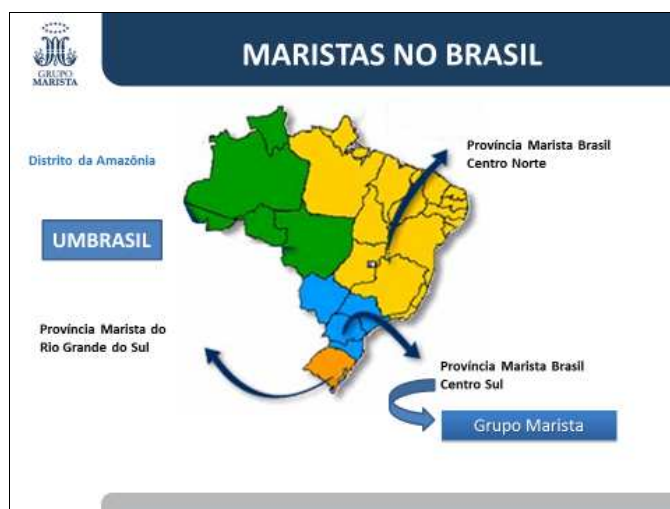 GRUPO
MARISTA
MARISTAS NO BRASIL
Distrito da Amazônia
Província Marista Brasil
Centro Norte
UMBRASIL
Província Marista do
Rio Grande do Sul
Província Marista Brasil
Centro Sul
Grupo Marista